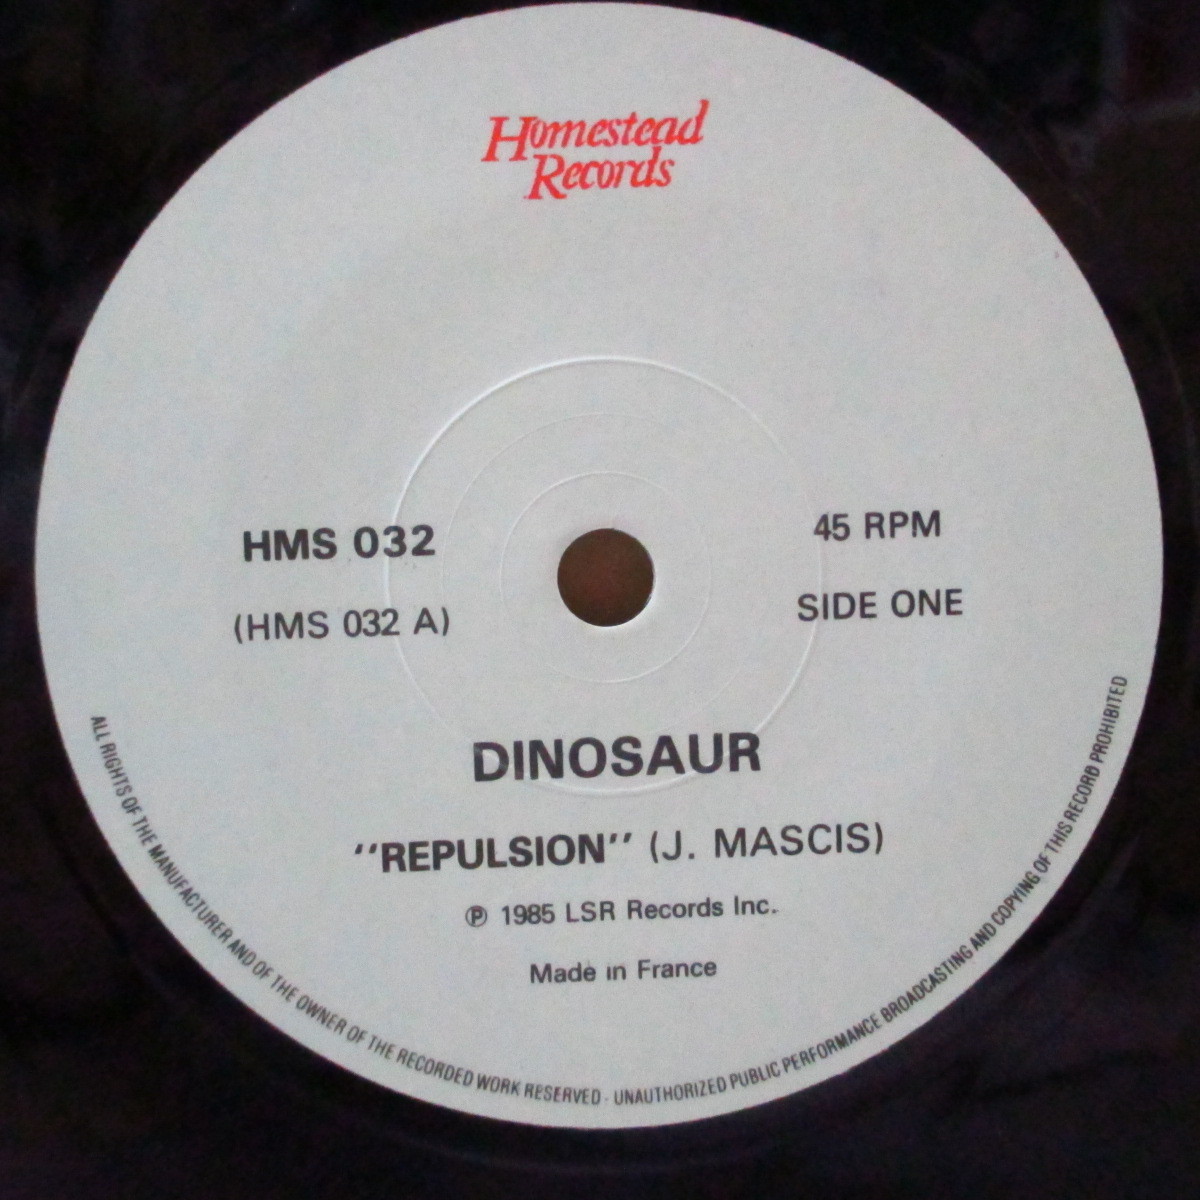 Homestead
Records
HMS 032
45 RPM
(HMS 032 A)
SIDE ONE
DINOSAUR
''REPULSION'' (J. MASCIS)
℗ 1985 LSR Records Inc.
Made in France
ALL RIGHTS OF THE MANUFACTURER AND OF THE OWNER OF THE RECORDED WORK RESERVED - UNAUTHORIZED PUBLIC PERFORMANCE BROADCASTING AND COPYING OF THIS RECORD PROHIBITED